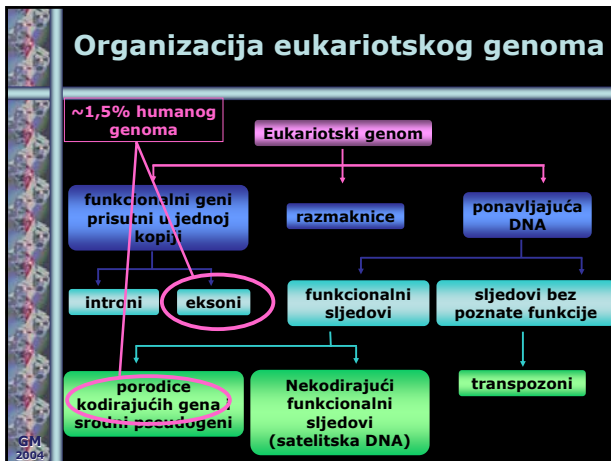 Organizacija eukariotskog genoma
~1,5% humanog
genoma
Eukariotski genom
funkcionalni geni
prisutni u jednoj
kopiji
razmaknice
ponavljajuća
DNA
introni
eksoni
funkcionalni
sljedovi
sljedovi bez
poznate funkcije
porodice
kodirajućih gena i
srodni pseudogeni
Nekodirajući
funkcionalni
sljedovi
(satelitska DNA)
transpozoni
GM
2004